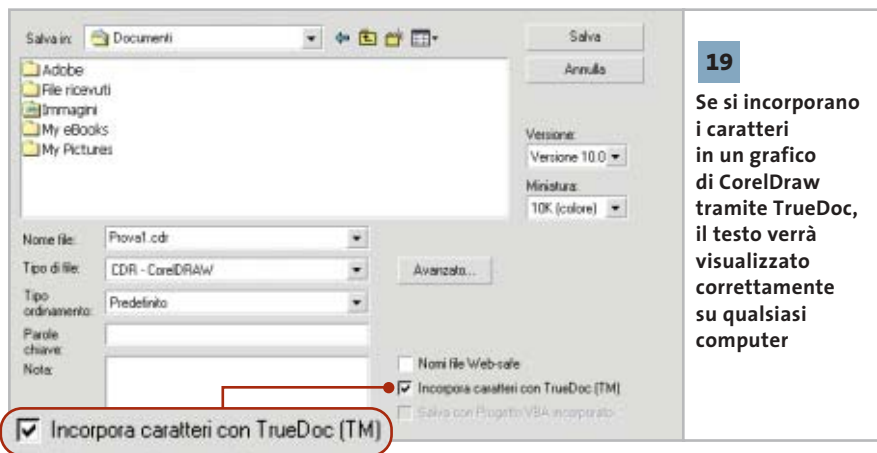 Salva in:
Documenti
Salva
Annulla
Adobe
File ricevuti
Immagini
My eBooks
My Pictures
Versione:
Versione 10.0
Miniatura:
10K (colore)
Nome file:
Prova1.cdr
Tipo di file:
CDR - CorelDRAW
Avanzato...
Tipo
ordinamento:
Predefinito
Parole
chiave:
Nota:
Nomi file Web-safe
Incorpora caratteri con TrueDoc (TM)
Salva con Progetto VBA incorporato
Incorpora caratteri con TrueDoc (TM)
19
Se si incorporano
i caratteri
in un grafico
di CorelDraw
tramite TrueDoc,
il testo verrà
visualizzato
correttamente
su qualsiasi
computer